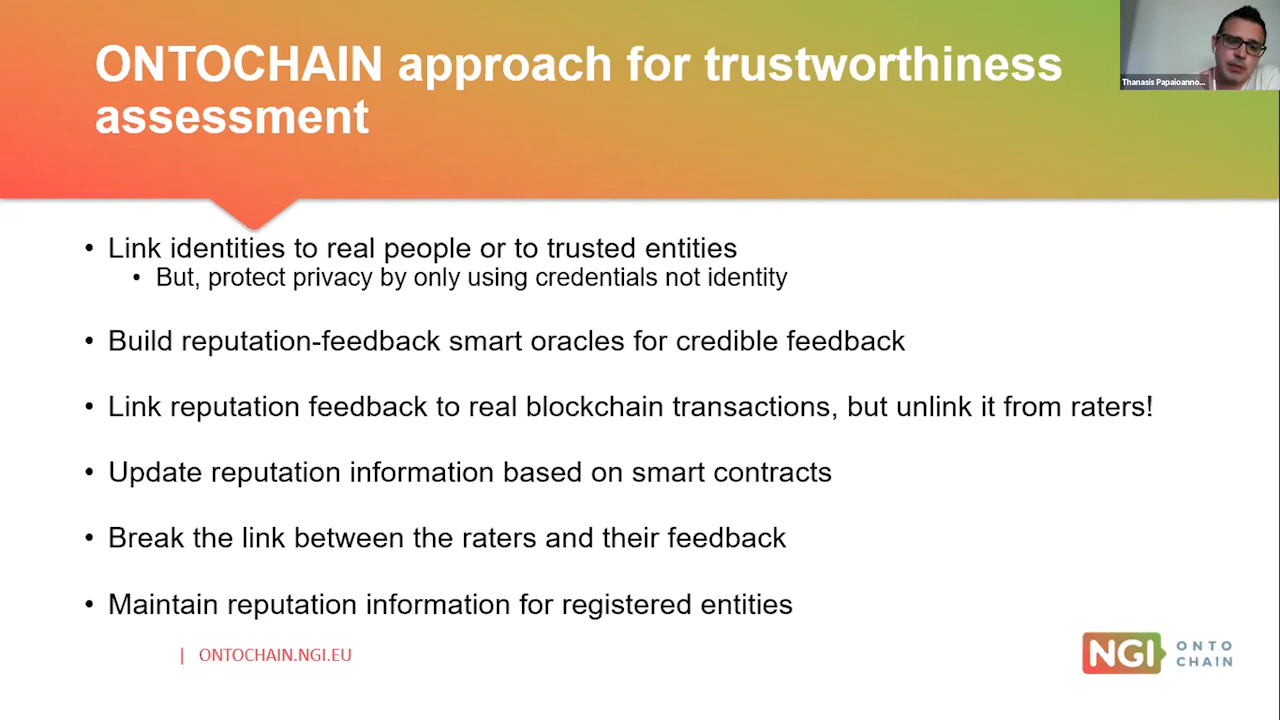 ONTOCHAIN approach for trustworthiness
assessment
Thanasis Papaioanno...
• Link identities to real people or to trusted entities
• But, protect privacy by only using credentials not identity
• Build reputation-feedback smart oracles for credible feedback
• Link reputation feedback to real blockchain transactions, but unlink it from raters!
• Update reputation information based on smart contracts
• Break the link between the raters and their feedback
• Maintain reputation information for registered entities
| ONTOCHAIN.NGI.EU
NGI
ONTO
CHAIN